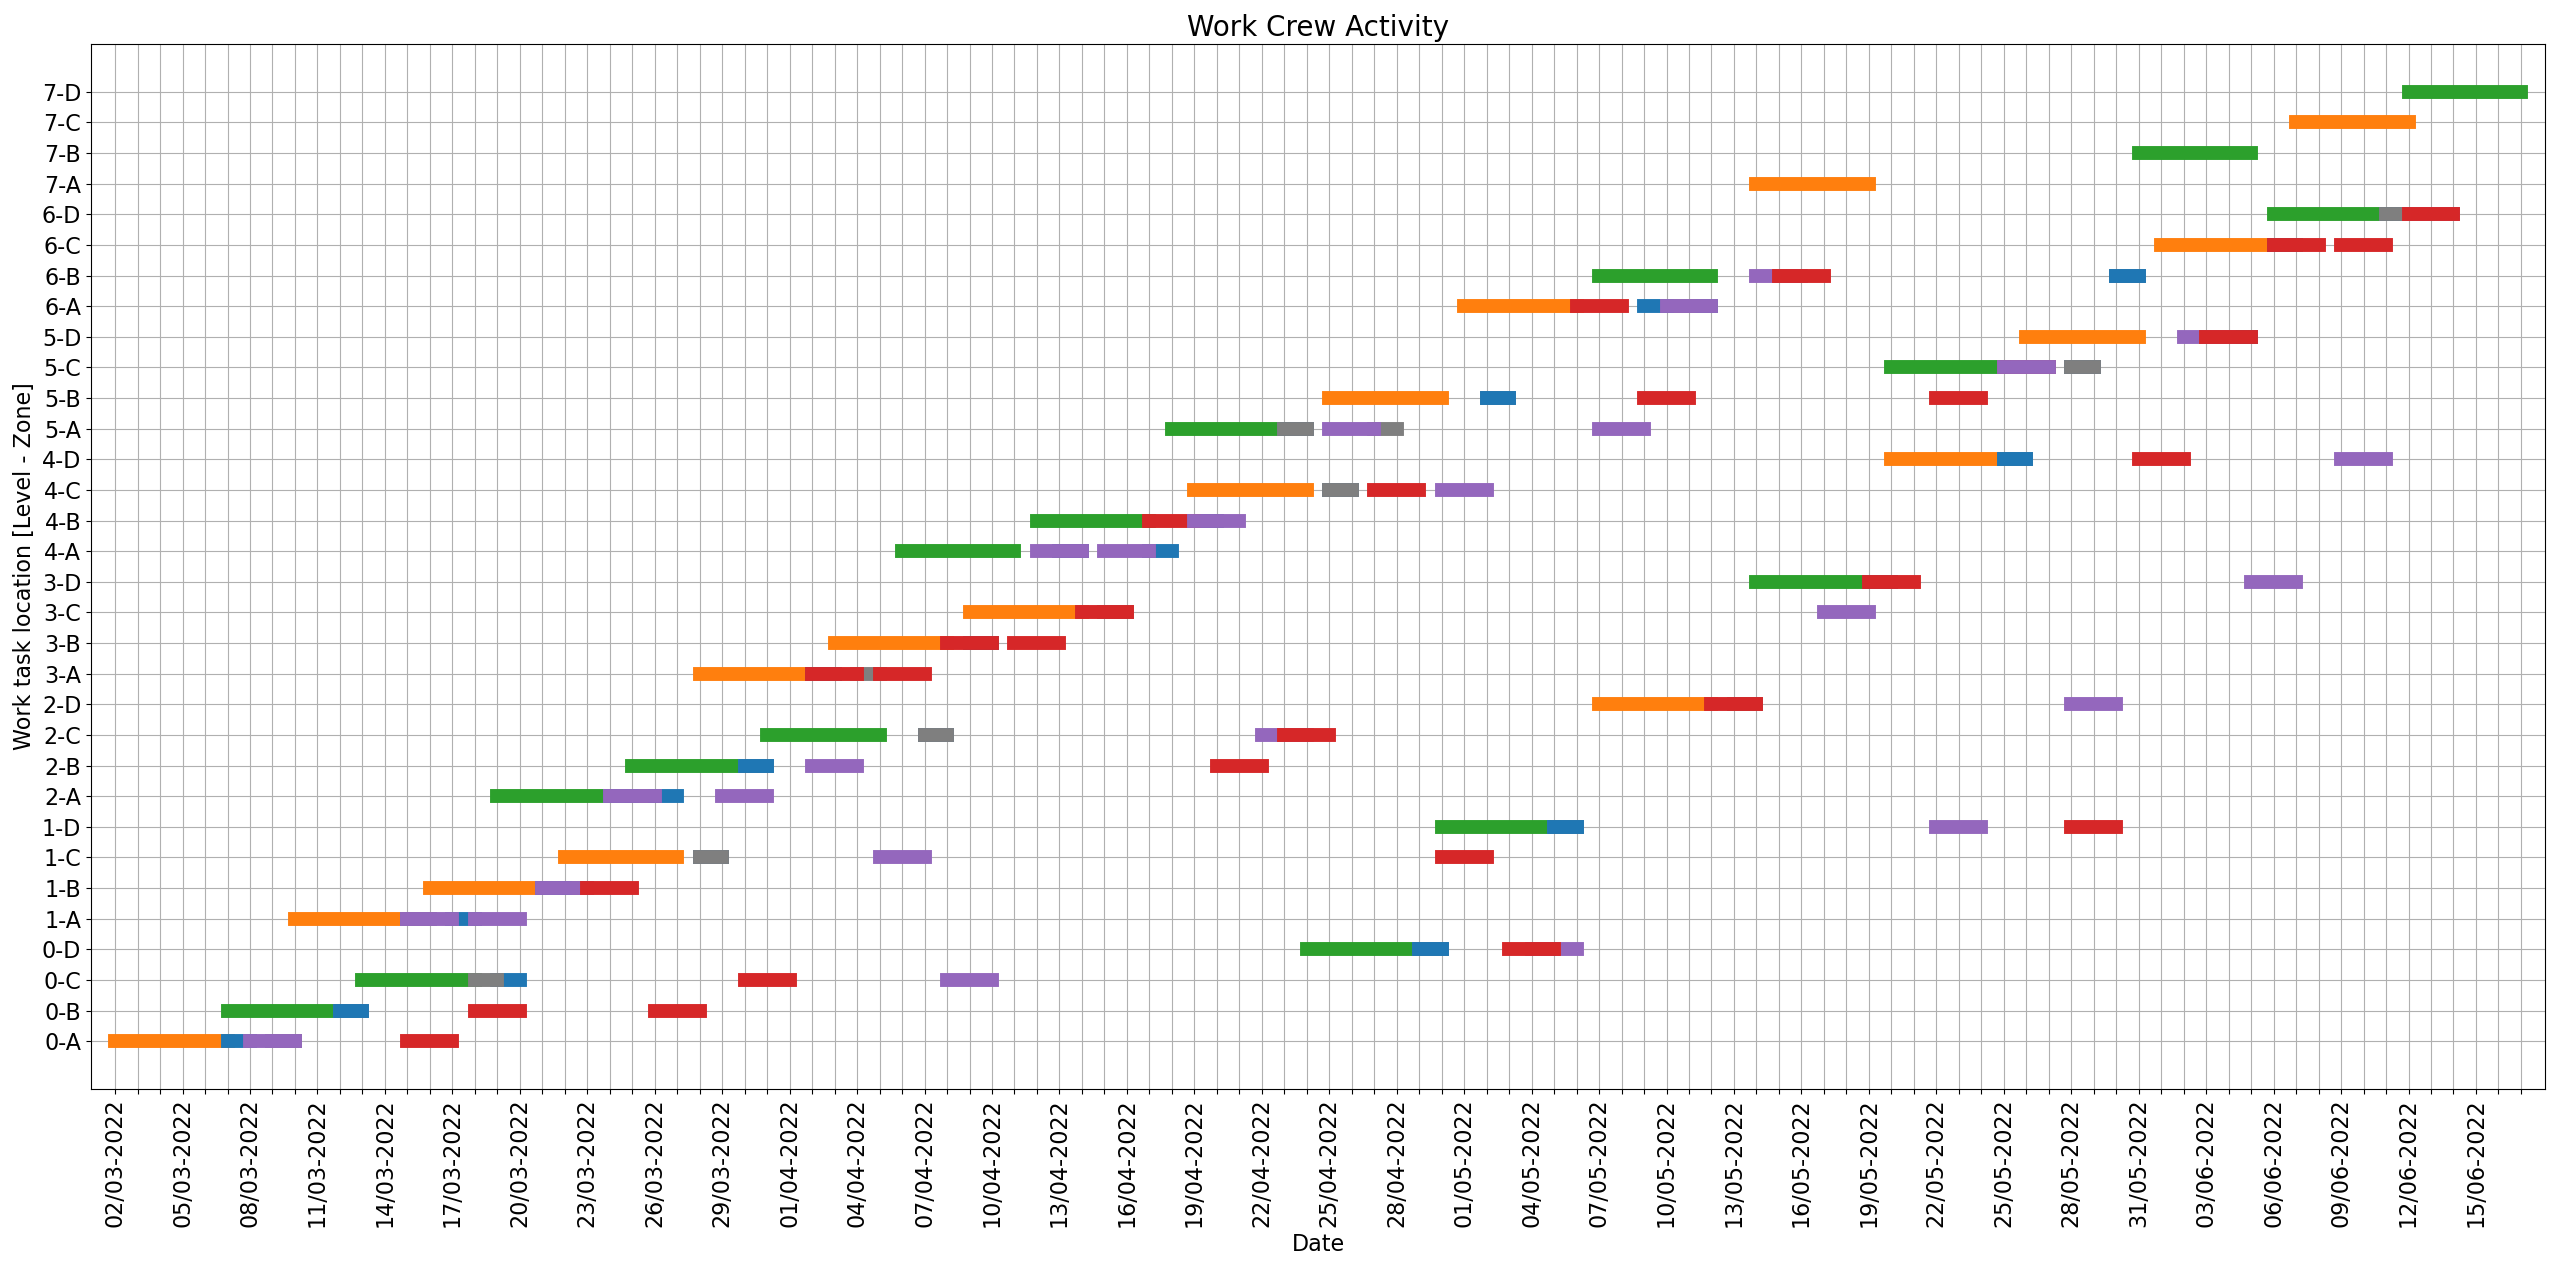 Work Crew Activity
Work task location [Level - Zone]
7-D
7-C
7-B
7-A
6-D
6-C
6-B
6-A
5-D
5-C
5-B
5-A
4-D
4-C
4-B
4-A
3-D
3-C
3-B
3-A
2-D
2-C
2-B
2-A
1-D
1-C
1-B
1-A
0-D
0-C
0-B
0-A
02/03-2022
05/03-2022
08/03-2022
11/03-2022
14/03-2022
17/03-2022
20/03-2022
23/03-2022
26/03-2022
29/03-2022
01/04-2022
04/04-2022
07/04-2022
10/04-2022
13/04-2022
16/04-2022
19/04-2022
22/04-2022
25/04-2022
28/04-2022
01/05-2022
04/05-2022
07/05-2022
10/05-2022
13/05-2022
16/05-2022
19/05-2022
22/05-2022
25/05-2022
28/05-2022
31/05-2022
03/06-2022
06/06-2022
09/06-2022
12/06-2022
15/06-2022
Date